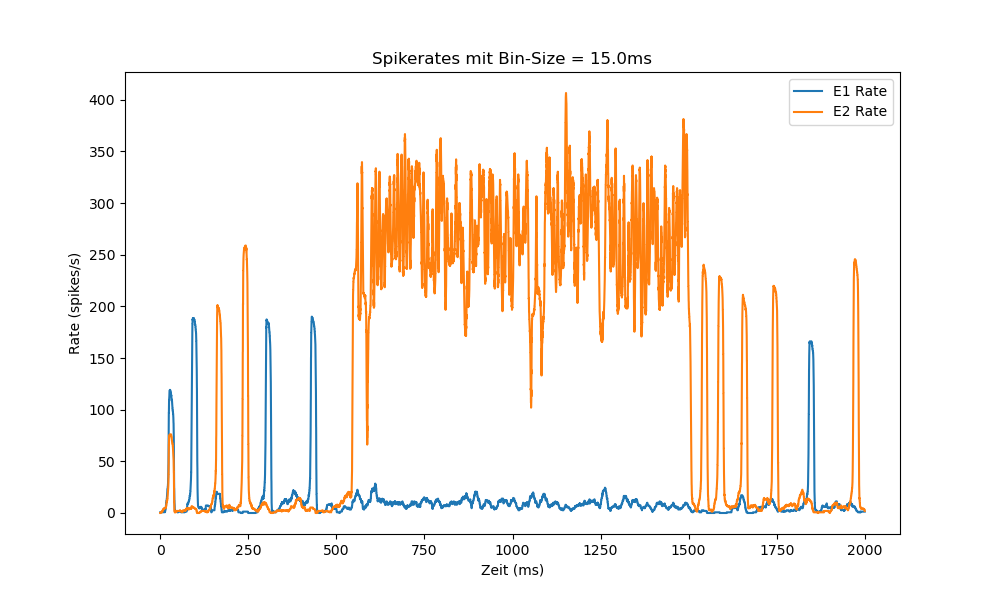 Spikerates mit Bin-Size = 15.0ms
E1 Rate
E2 Rate
400
350
300
250
200
150
100
50
0
Rate (spikes/s)
0 250 500 750 1000 1250 1500 1750 2000
Zeit (ms)